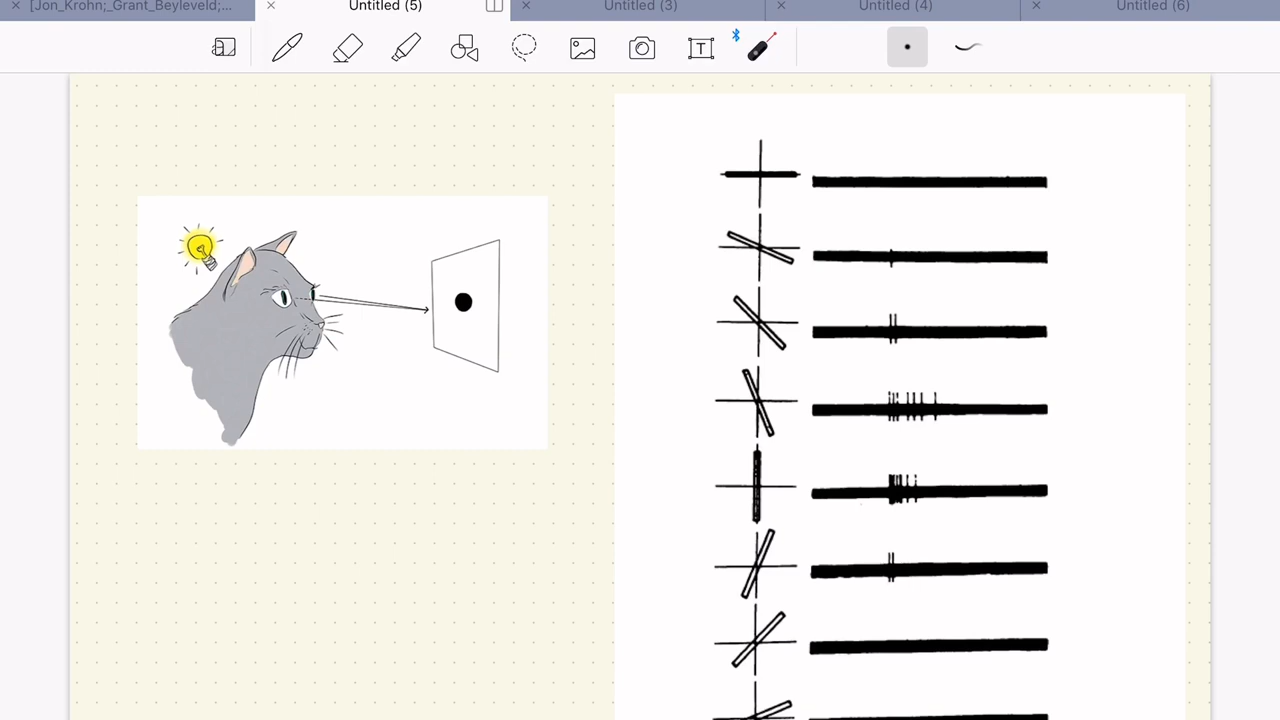 [Jon_Krohn;_Grant_Beyleveld;...
Untitled (5)
Untitled (3)
Untitled (4)
Untitled (6)
T